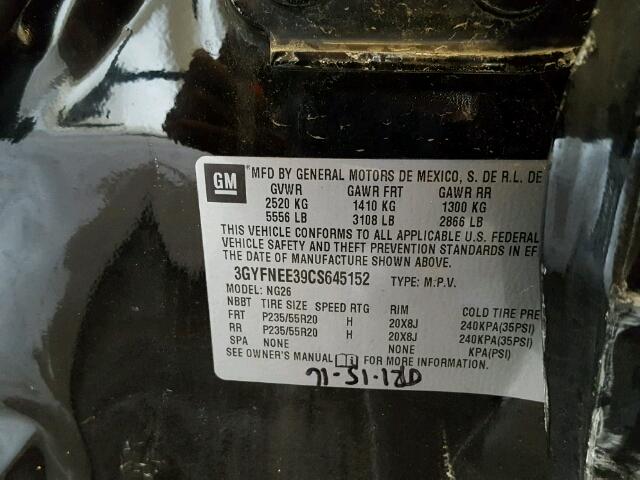 GM MFD BY GENERAL MOTORS DE MEXICO, S. DE R.L. DE
GVWR GAWR FRT GAWR RR
2520 KG 1410 KG 1300 KG
5556 LB 3108 LB 2866 LB
THIS VEHICLE CONFORMS TO ALL APPLICABLE U.S. FEDERAL
VEHICLE SAFETY AND THEFT PREVENTION STANDARDS IN EF
DATE OF MANUFACTURE SHOWN ABOVE.
3GYFNEE39CS645152 TYPE: M.P.V.
MODEL: NG26
NBBT TIRE SIZE SPEED RTG RIM COLD TIRE PRE
FRT P235/55R20 H 20X8J 240KPA(35PSI)
RR P235/55R20 H 20X8J 240KPA(35PSI)
SPA NONE NONE KPA(PSI)
SEE OWNER'S MANUAL FOR MORE INFORMATION.